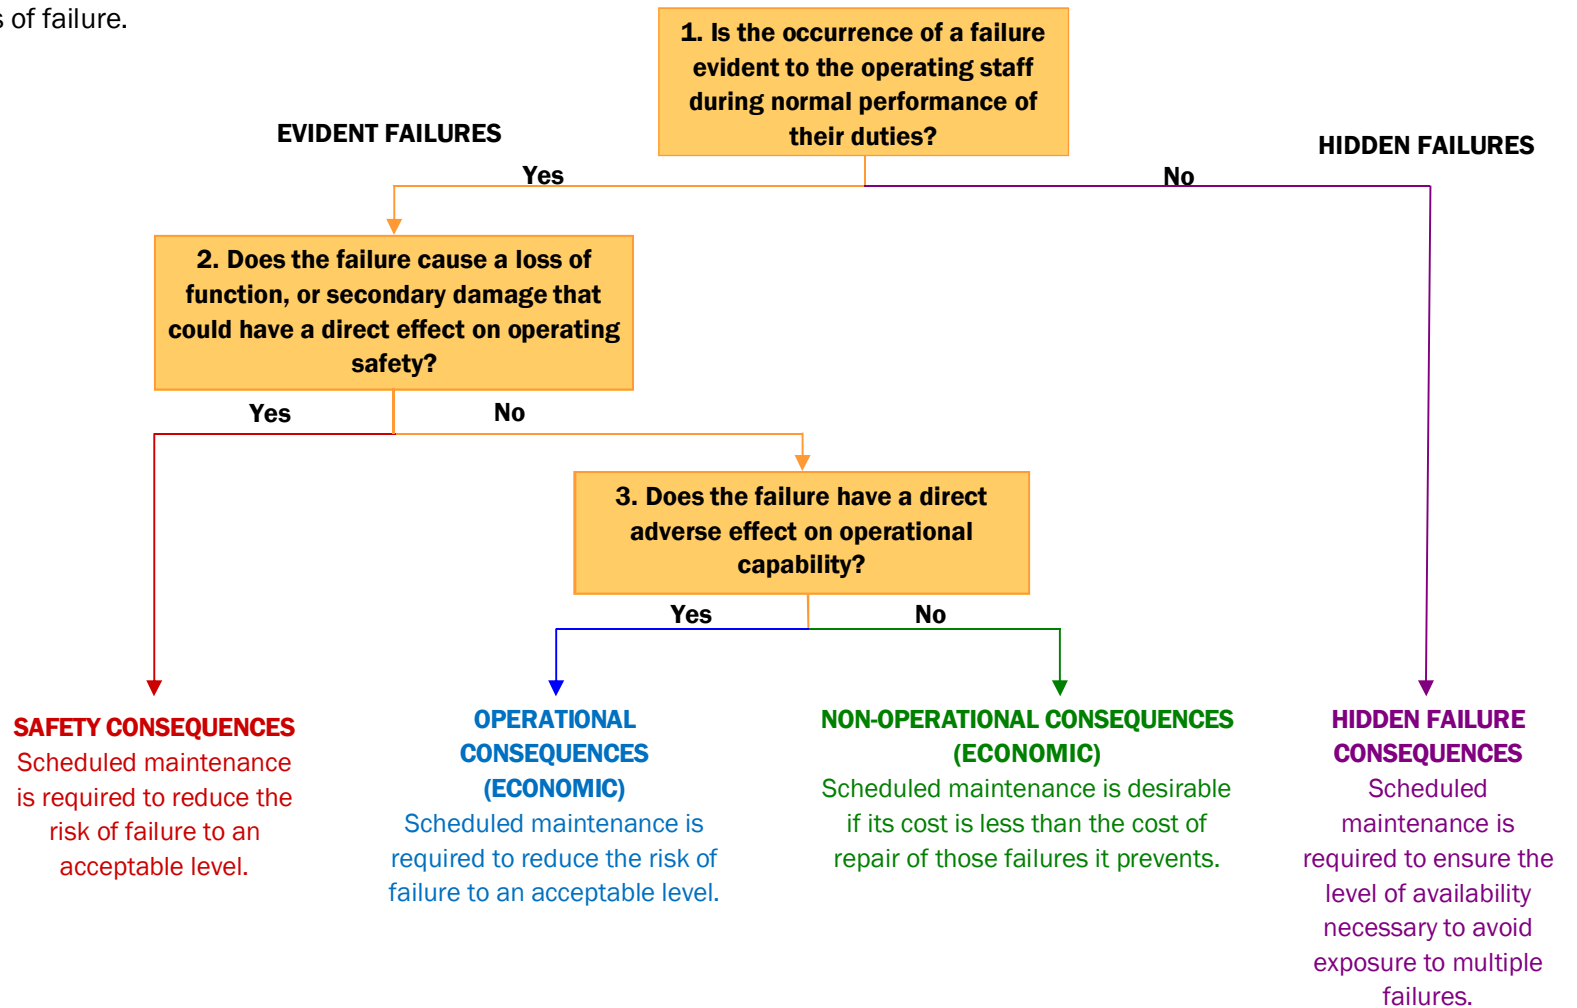 s of failure.
1. Is the occurrence of a failure
evident to the operating staff
during normal performance of
their duties?
EVIDENT FAILURES
HIDDEN FAILURES
Yes
No
2. Does the failure cause a loss of
function, or secondary damage that
could have a direct effect on operating
safety?
Yes
No
3. Does the failure have a direct
adverse effect on operational
capability?
Yes
No
SAFETY CONSEQUENCES
Scheduled maintenance
is required to reduce the
risk of failure to an
acceptable level.
OPERATIONAL
CONSEQUENCES
(ECONOMIC)
Scheduled maintenance is
required to reduce the risk of
failure to an acceptable level.
NON-OPERATIONAL CONSEQUENCES
(ECONOMIC)
Scheduled maintenance is desirable
if its cost is less than the cost of
repair of those failures it prevents.
HIDDEN FAILURE
CONSEQUENCES
Scheduled
maintenance is
required to ensure the
level of availability
necessary to avoid
exposure to multiple
failures.